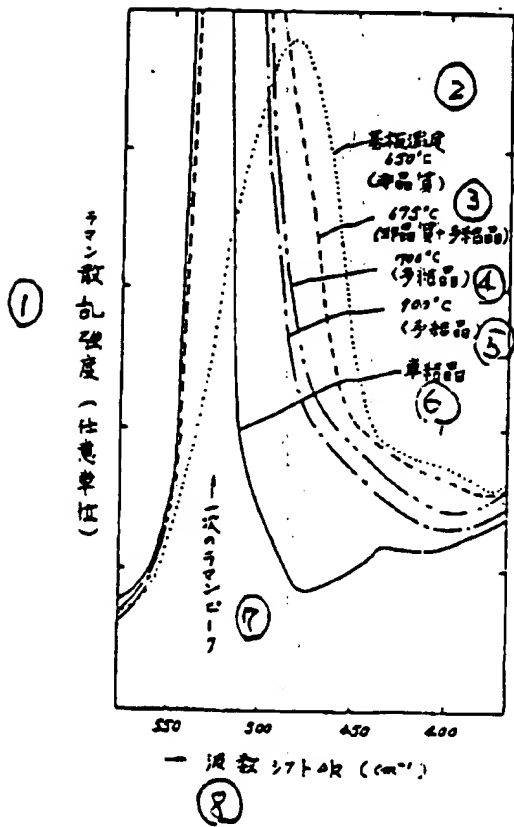 ①
ラマン散乱強度(任意単位)
②
基板温度
650°C
(非晶質)
③
675°C
(非晶質+多結晶)
700°C
(多結晶)
④
900°C
(多結晶)
⑤
単結晶
⑥
一次のラマンピーク
⑦
550
500
450
400
→ 波数シフトΔk (cm⁻¹)
⑧